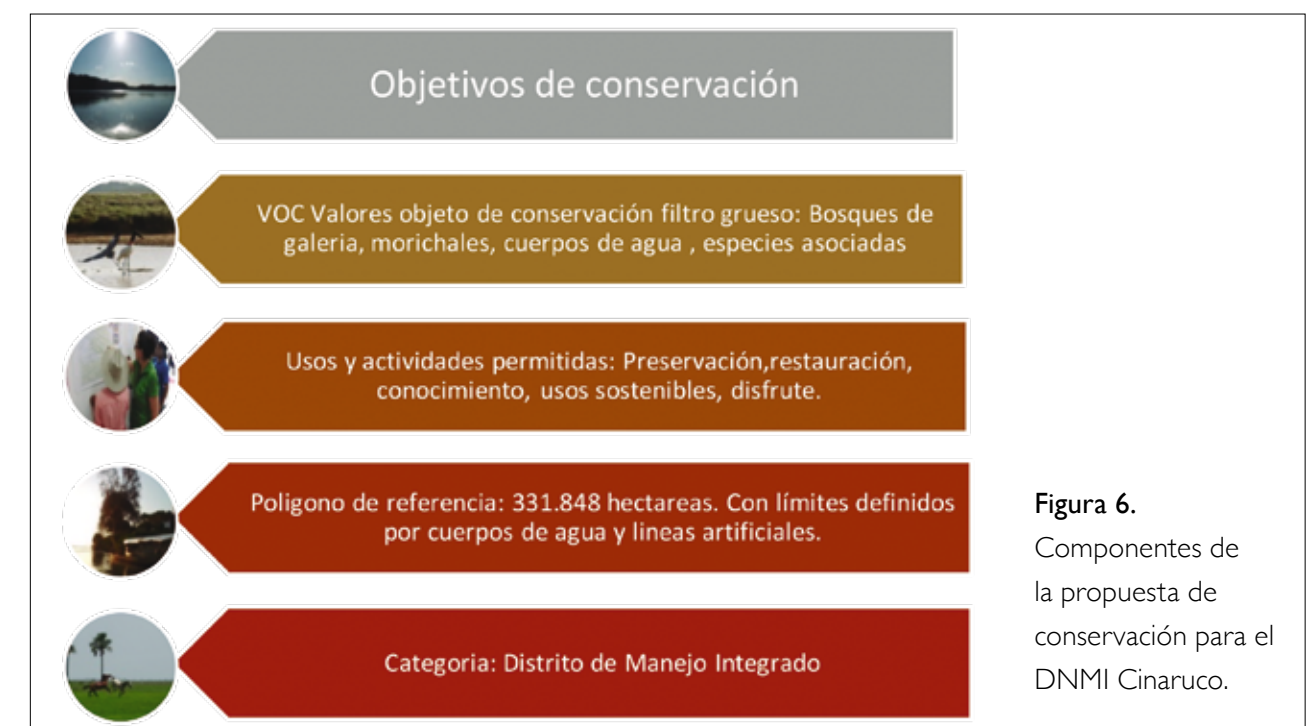 Objetivos de conservación
VOC Valores objeto de conservación filtro grueso: Bosques de
galeria, morichales, cuerpos de agua , especies asociadas
Usos y actividades permitidas: Preservación,restauración,
conocimiento, usos sostenibles, disfrute.
Poligono de referencia: 331.848 hectareas. Con límites definidos
por cuerpos de agua y lineas artificiales.
Categoria: Distrito de Manejo Integrado
Figura 6.
Componentes de
la propuesta de
conservación para el
DNMI Cinaruco.